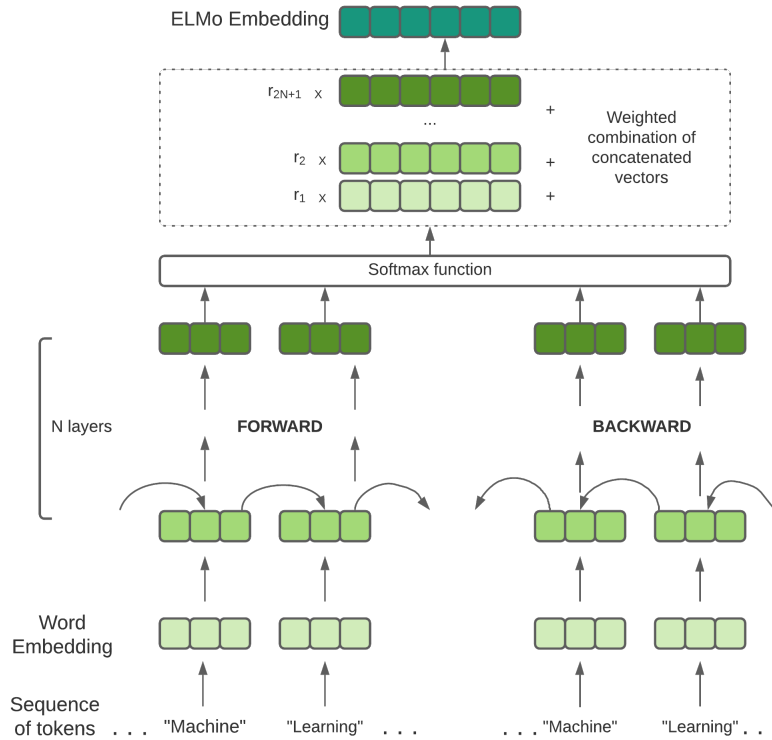 ELMo Embedding
r2N+1 x
...
+
Weighted
combination of
concatenated
vectors
r2 x
+
r1 x
+
Softmax function
N layers
FORWARD
BACKWARD
Word
Embedding
Sequence
of tokens
. . . "Machine" "Learning" . . .
. . . "Machine" "Learning" . .